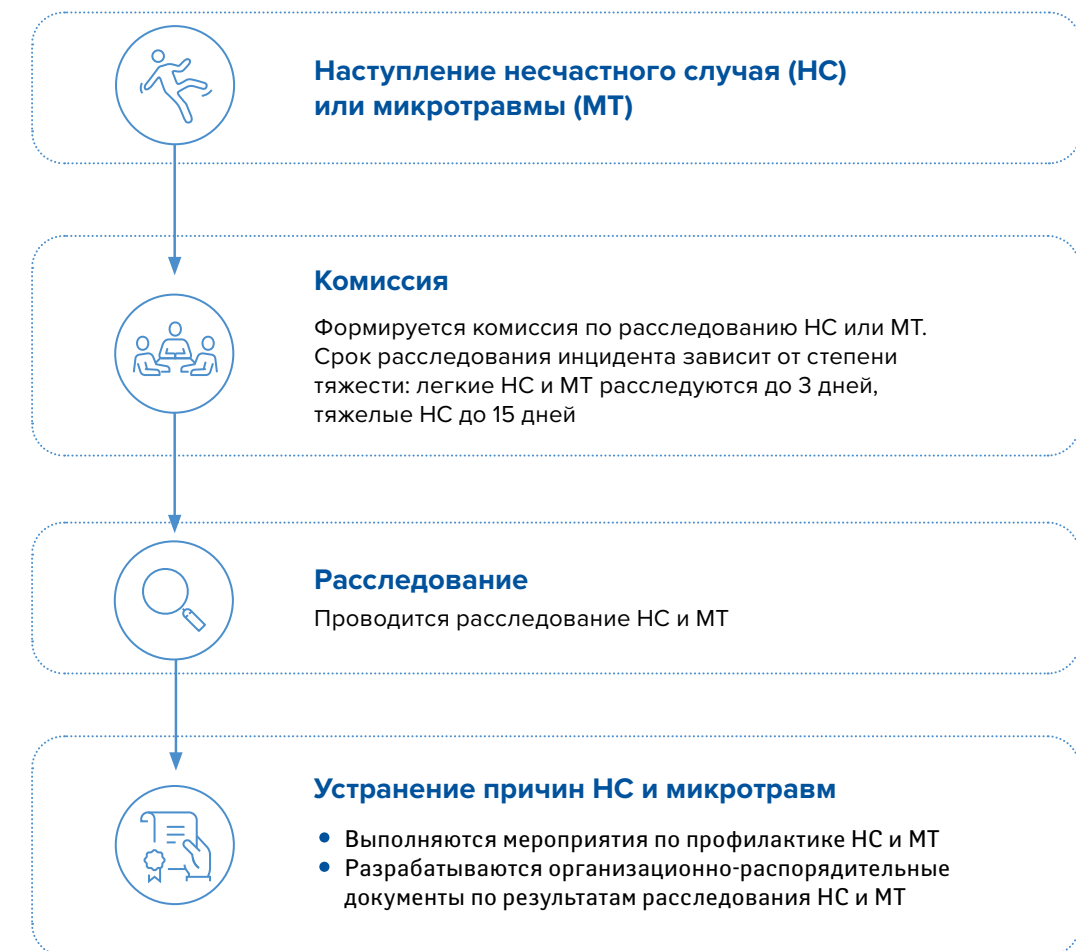 Наступление несчастного случая (НС)
или микротравмы (МТ)
Комиссия
Формируется комиссия по расследованию НС или МТ.
Срок расследования инцидента зависит от степени
тяжести: легкие НС и МТ расследуются до 3 дней,
тяжелые НС до 15 дней
Расследование
Проводится расследование НС и МТ
Устранение причин НС и микротравм
• Выполняются мероприятия по профилактике НС и МТ
• Разрабатываются организационно-распорядительные
документы по результатам расследования НС и МТ